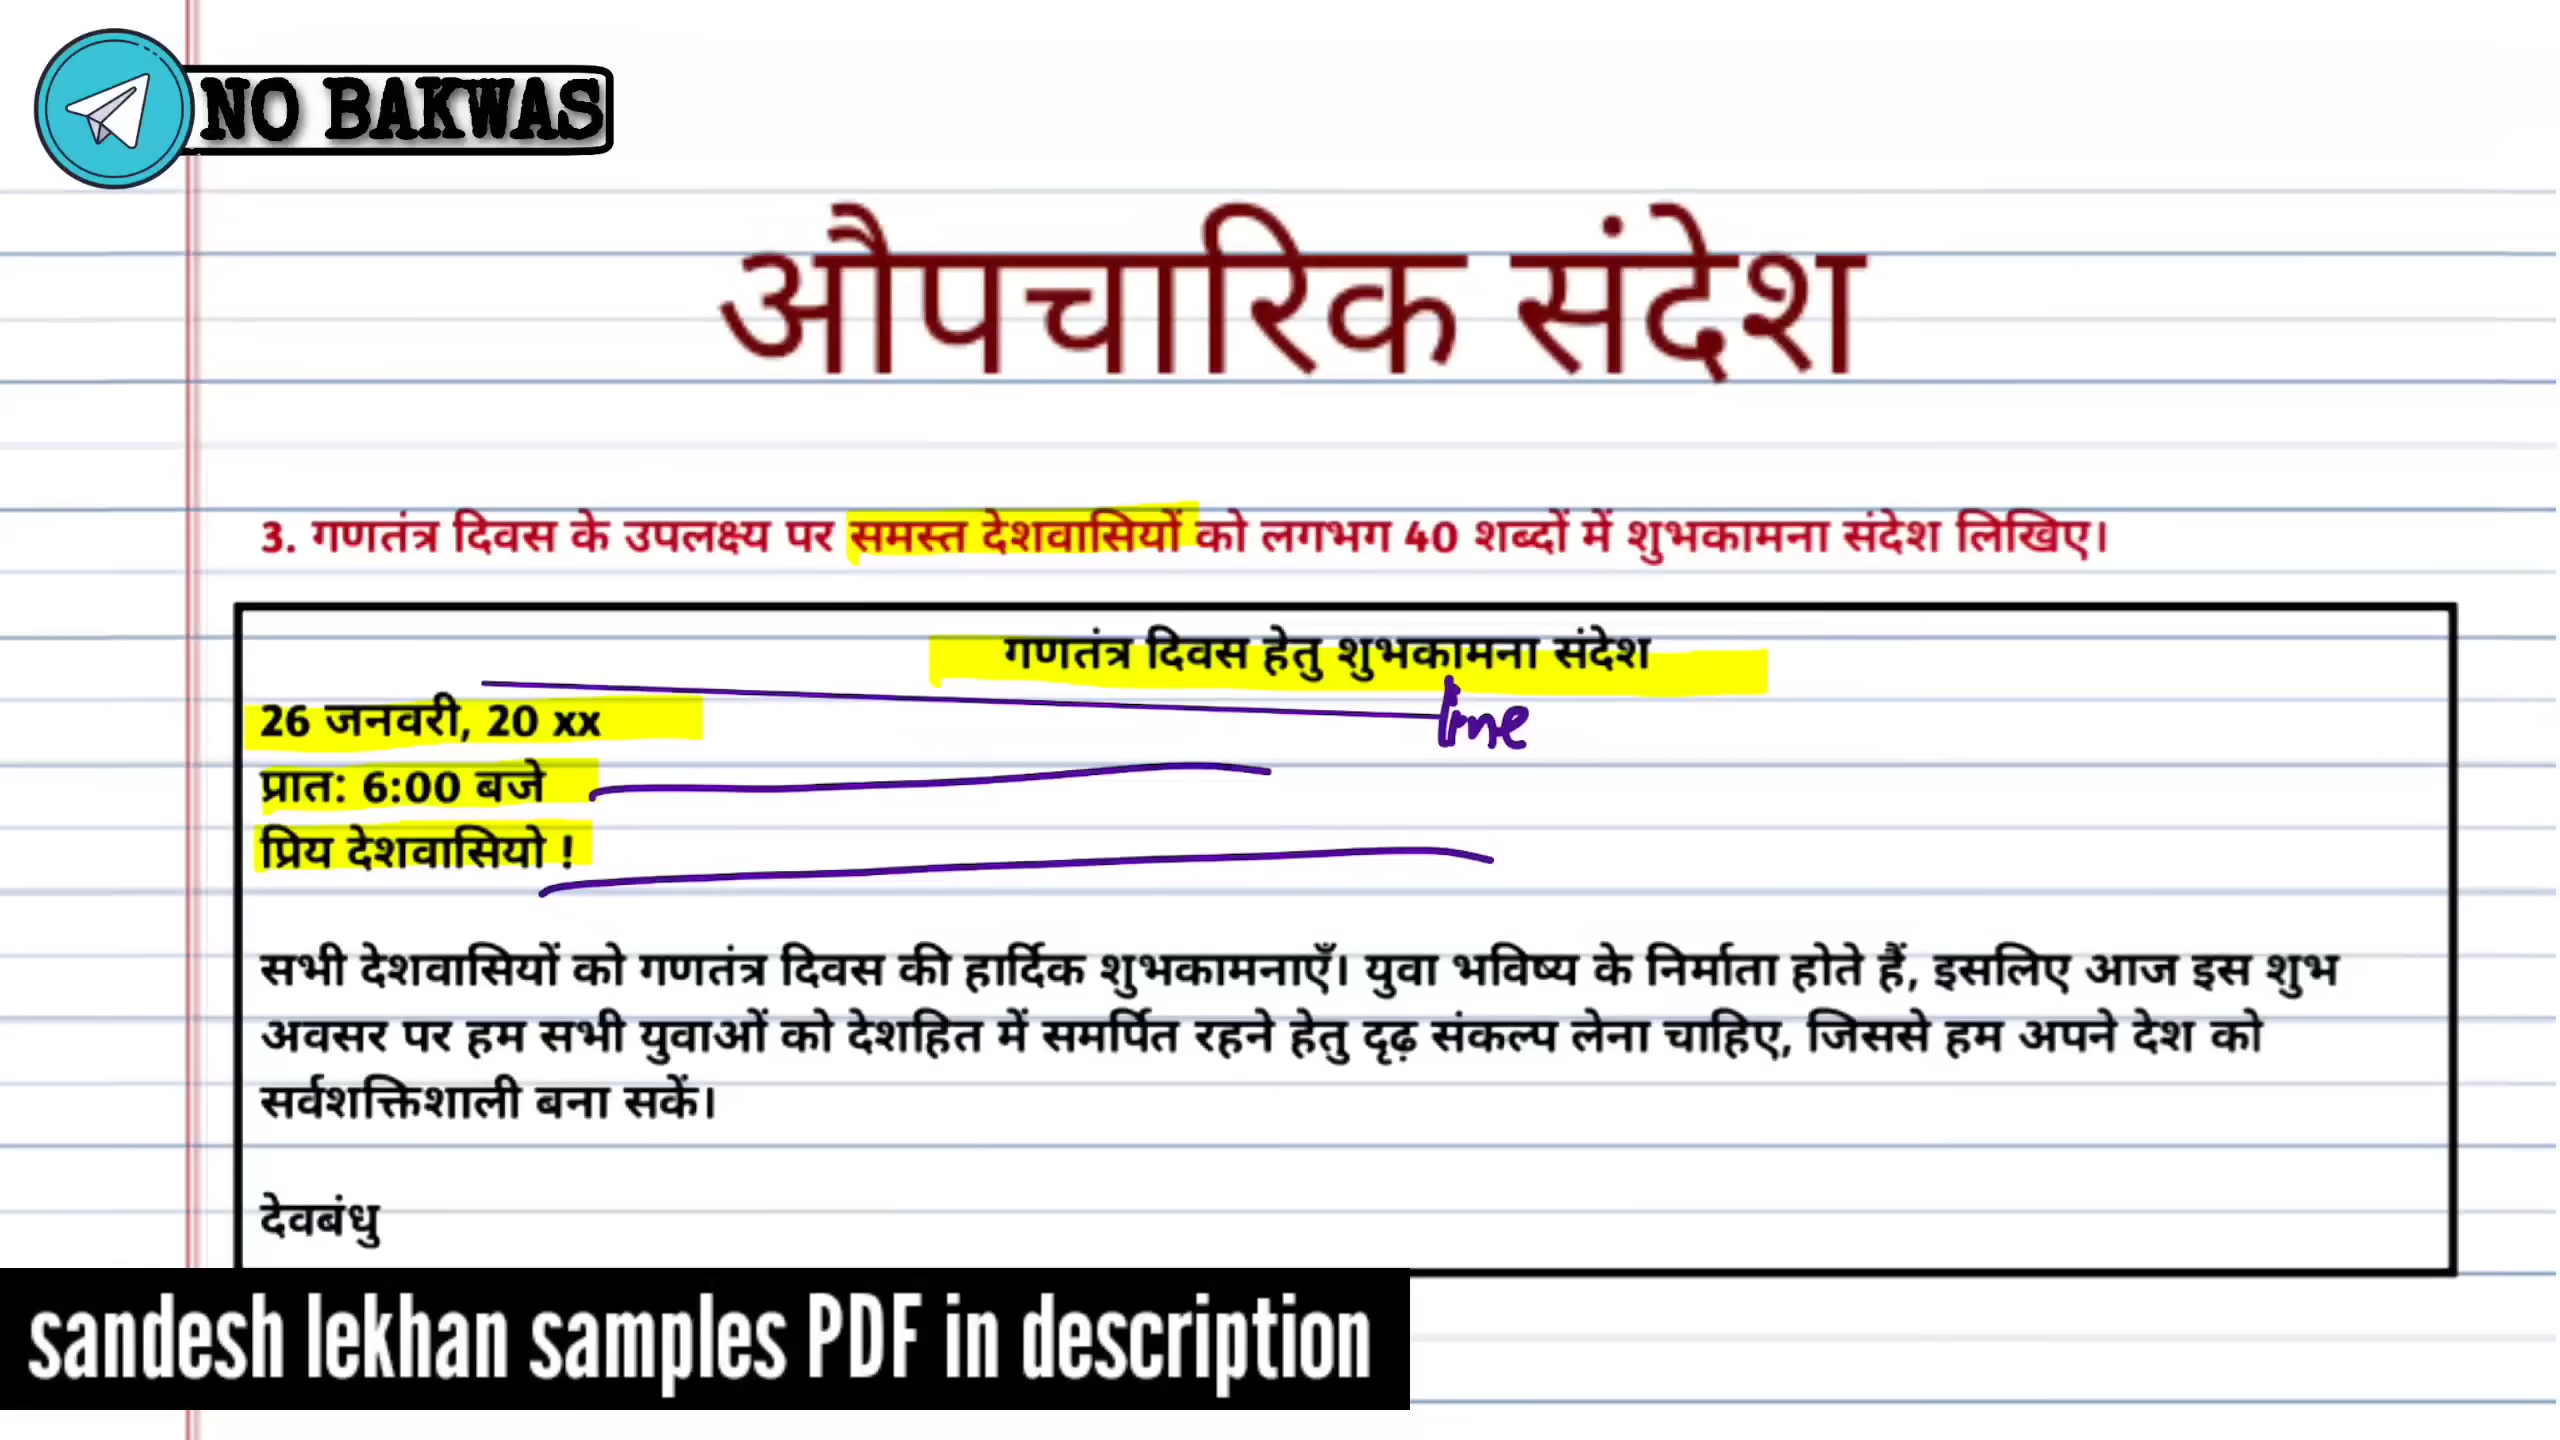 NO BAKWAS
औपचारिक संदेश
3. गणतंत्र दिवस के उपलक्ष्य पर समस्त देशवासियों को लगभग 40 शब्दों में शुभकामना संदेश लिखिए।
गणतंत्र दिवस हेतु शुभकामना संदेश
26 जनवरी, 20 xx
line
प्रात: 6:00 बजे
प्रिय देशवासियो !
सभी देशवासियों को गणतंत्र दिवस की हार्दिक शुभकामनाएँ। युवा भविष्य के निर्माता होते हैं, इसलिए आज इस शुभ
अवसर पर हम सभी युवाओं को देशहित में समर्पित रहने हेतु दृढ़ संकल्प लेना चाहिए, जिससे हम अपने देश को
सर्वशक्तिशाली बना सकें।
देवबंधु
sandesh lekhan samples PDF in description